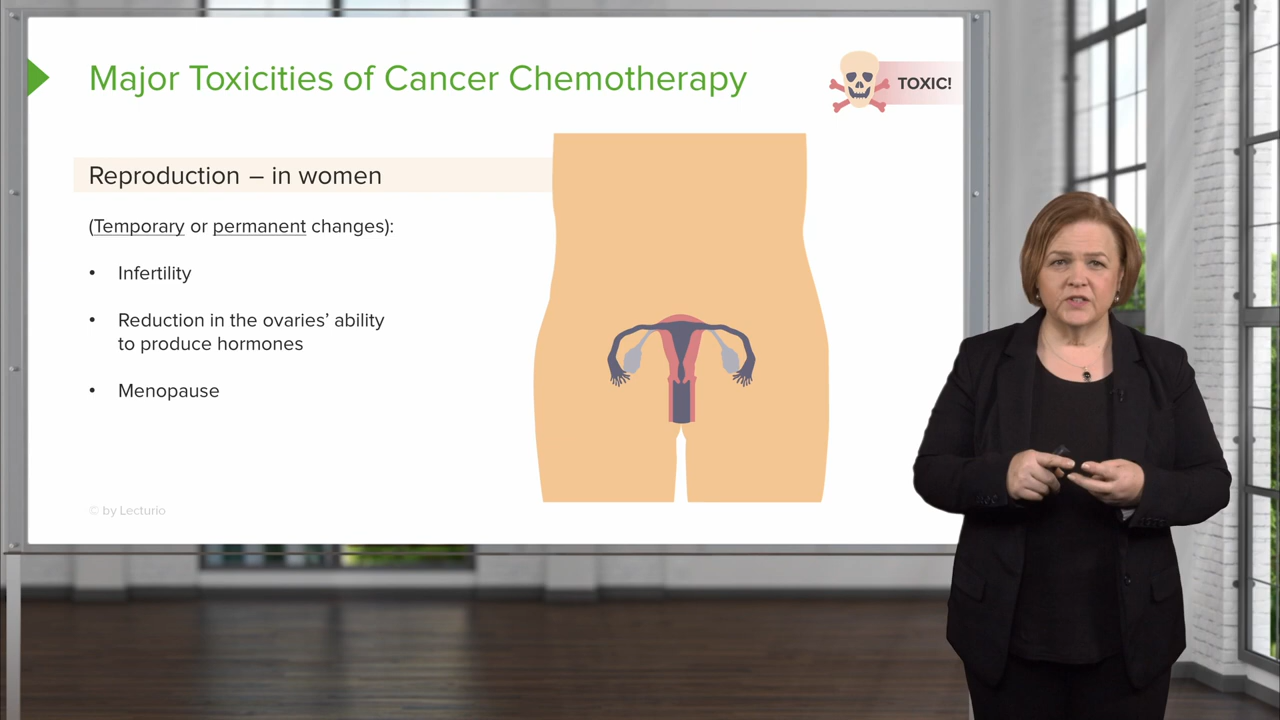 Major Toxicities of Cancer Chemotherapy
TOXIC!
Reproduction – in women
(Temporary or permanent changes):
• Infertility
• Reduction in the ovaries’ ability
to produce hormones
• Menopause
© by Lecturio